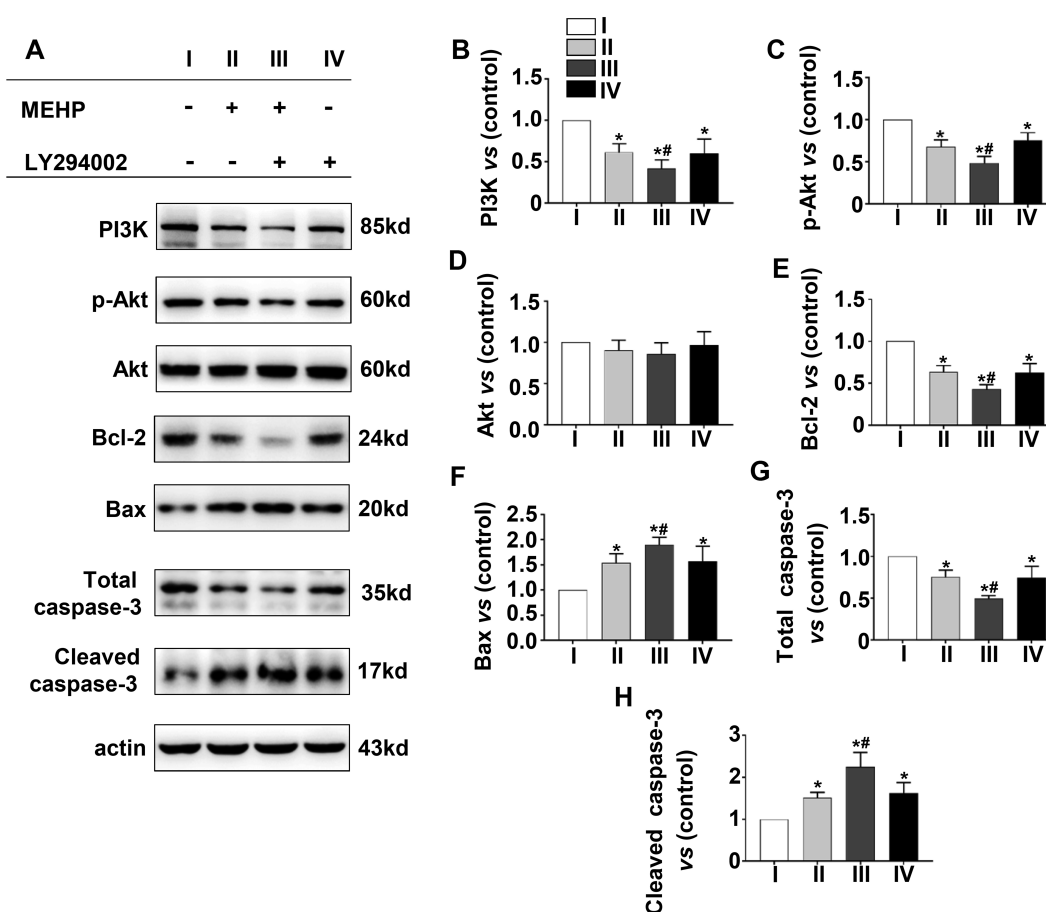 A
I II III IV
MEHP - + + -
LY294002 - - + +
PI3K 85kd
p-Akt 60kd
Akt 60kd
Bcl-2 24kd
Bax 20kd
Total
caspase-3 35kd
Cleaved
caspase-3 17kd
actin 43kd
I
II
III
IV
B
PI3K vs (control)
1.5
1.0
0.5
0
* *# *
I II III IV
C
p-Akt vs (control)
1.5
1.0
0.5
0
* *# *
I II III IV
D
Akt vs (control)
1.5
1.0
0.5
0.0
I II III IV
E
Bcl-2 vs (control)
1.5
1.0
0.5
0
* *# *
I II III IV
F
Bax vs (control)
2.5
2.0
1.5
1.0
0.5
0.0
* *# *
I II III IV
G
Total caspase-3
vs (control)
1.5
1.0
0.5
0
* *# *
I II III IV
H
Cleaved caspase-3
vs (control)
3
2
1
0
* *# *
I II III IV